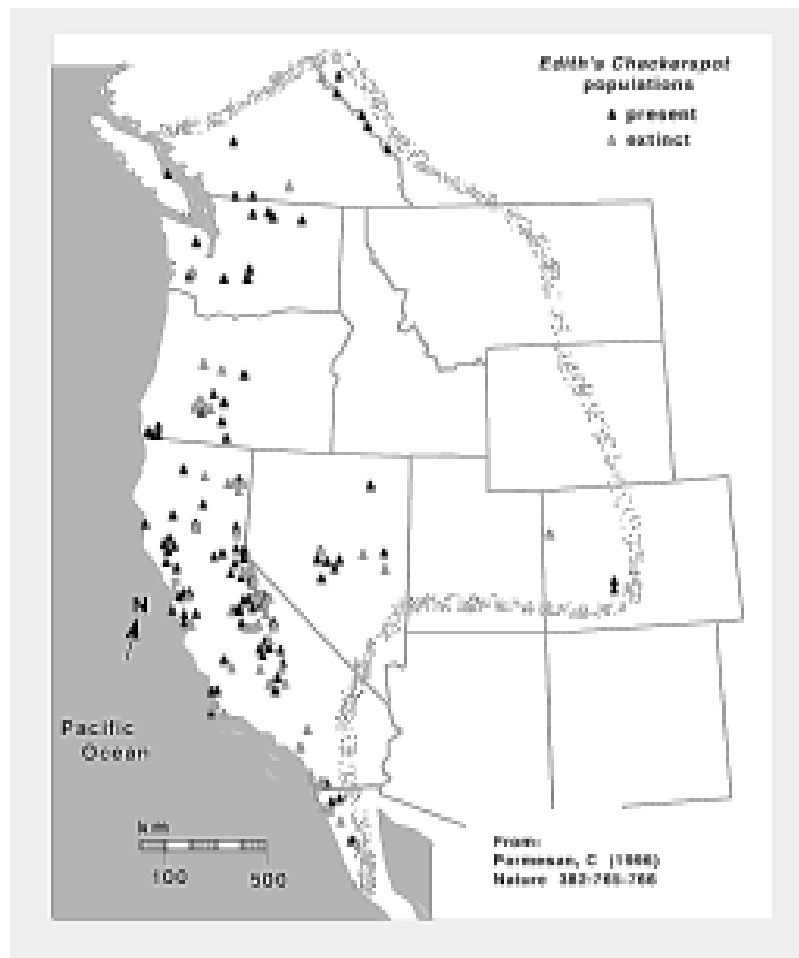 Edith's Checkerspot
populations
present
extinct
N
Pacific
Ocean
km
100 500
From:
Parmesan, C (1996)
Nature 382:765-766